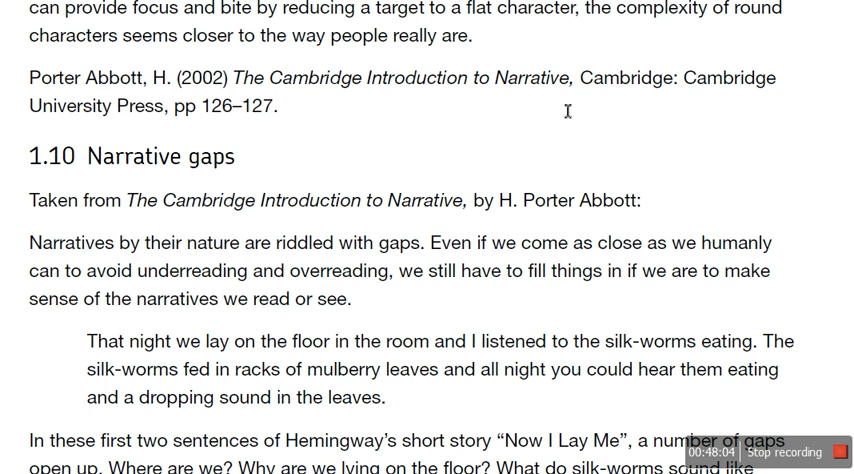 can provide focus and bite by reducing a target to a flat character, the complexity of round
characters seems closer to the way people really are.
Porter Abbott, H. (2002) The Cambridge Introduction to Narrative, Cambridge: Cambridge
University Press, pp 126–127.
1.10 Narrative gaps
Taken from The Cambridge Introduction to Narrative, by H. Porter Abbott:
Narratives by their nature are riddled with gaps. Even if we come as close as we humanly
can to avoid underreading and overreading, we still have to fill things in if we are to make
sense of the narratives we read or see.
That night we lay on the floor in the room and I listened to the silk-worms eating. The
silk-worms fed in racks of mulberry leaves and all night you could hear them eating
and a dropping sound in the leaves.
In these first two sentences of Hemingway's short story “Now I Lay Me”, a number of gaps
open up. Where are we? Why are we lying on the floor? What do silk-worms sound like
00:48:04 Stop recording